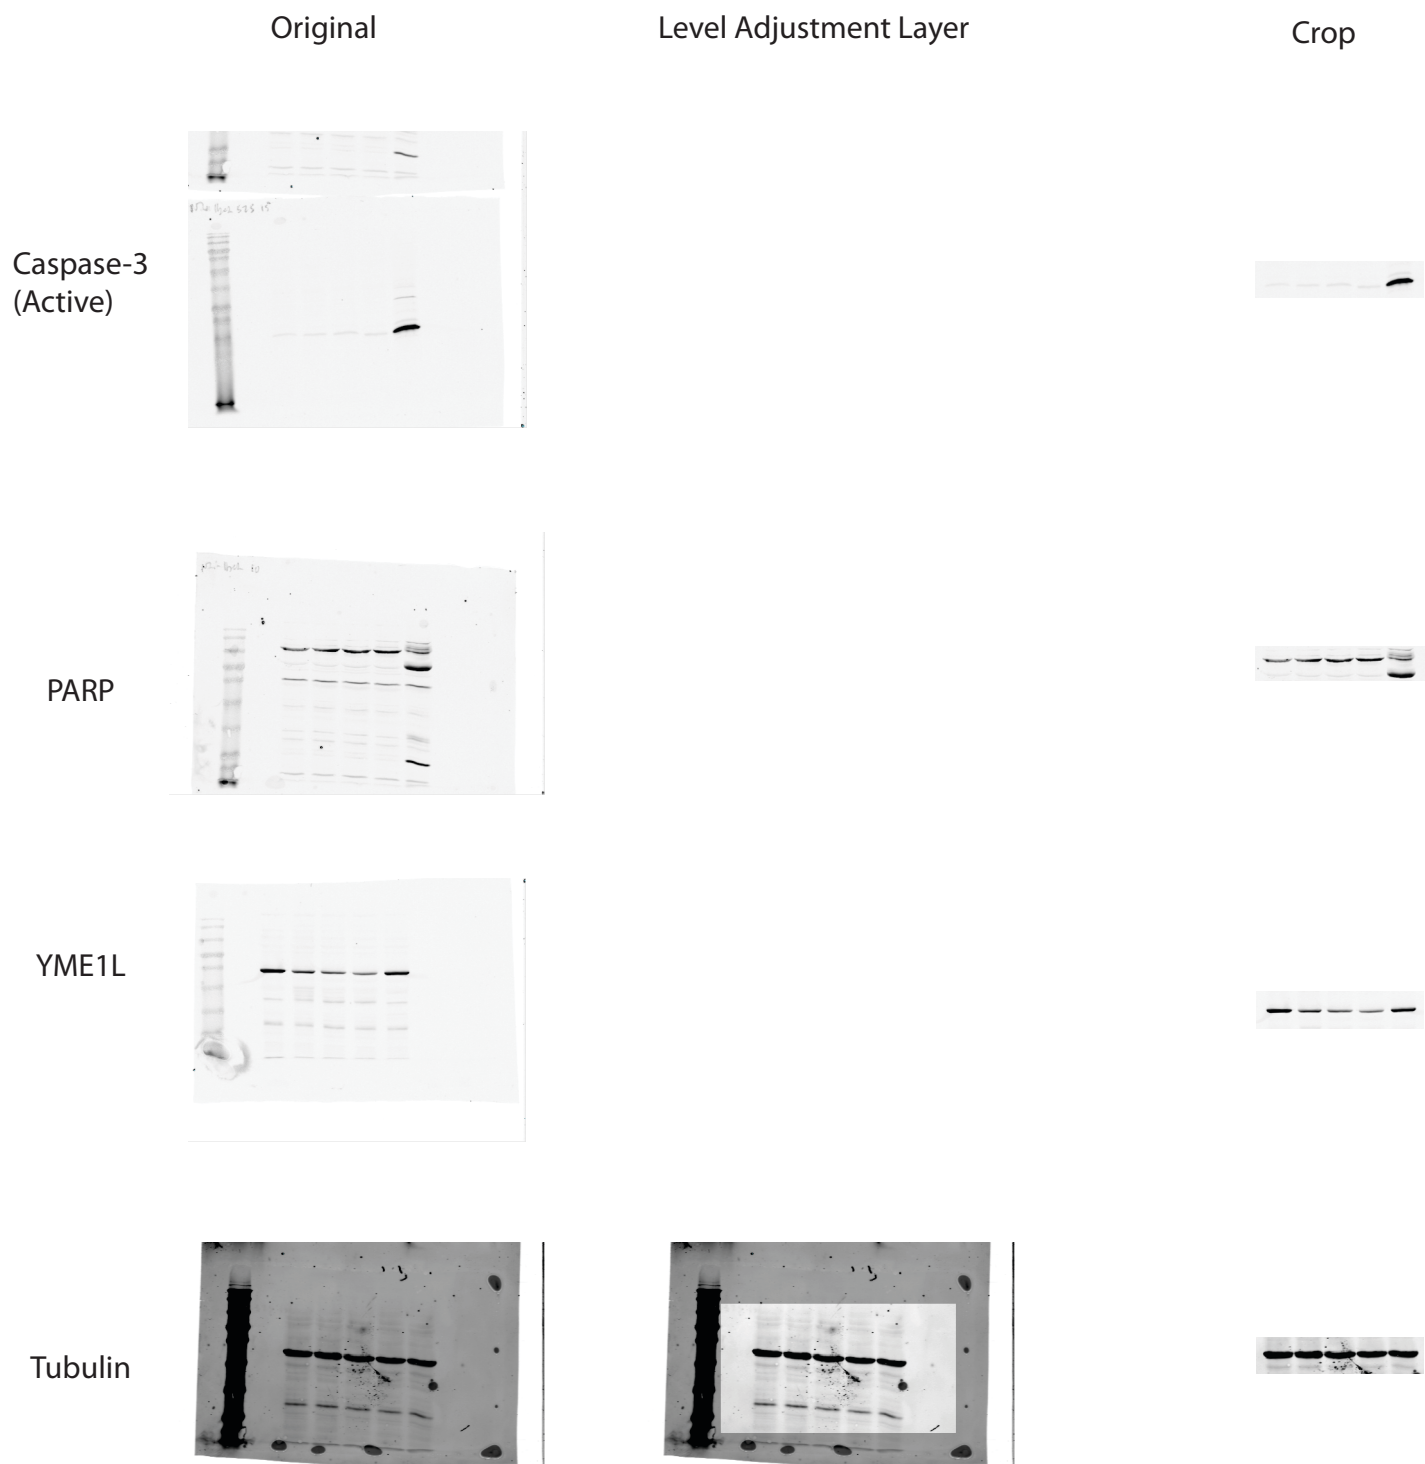 Original
Level Adjustment Layer
Crop
Caspase-3
(Active)
PARP
YME1L
Tubulin